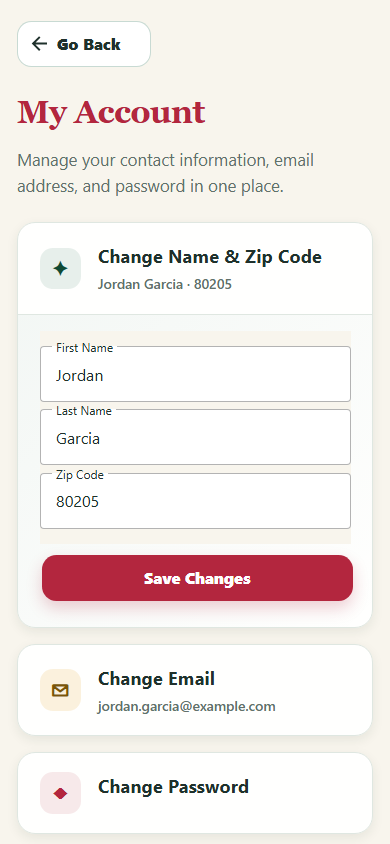 Go Back
My Account
Manage your contact information, email
address, and password in one place.
Change Name & Zip Code
Jordan Garcia · 80205
First Name
Jordan
Last Name
Garcia
Zip Code
80205
Save Changes
Change Email
jordan.garcia@example.com
Change Password